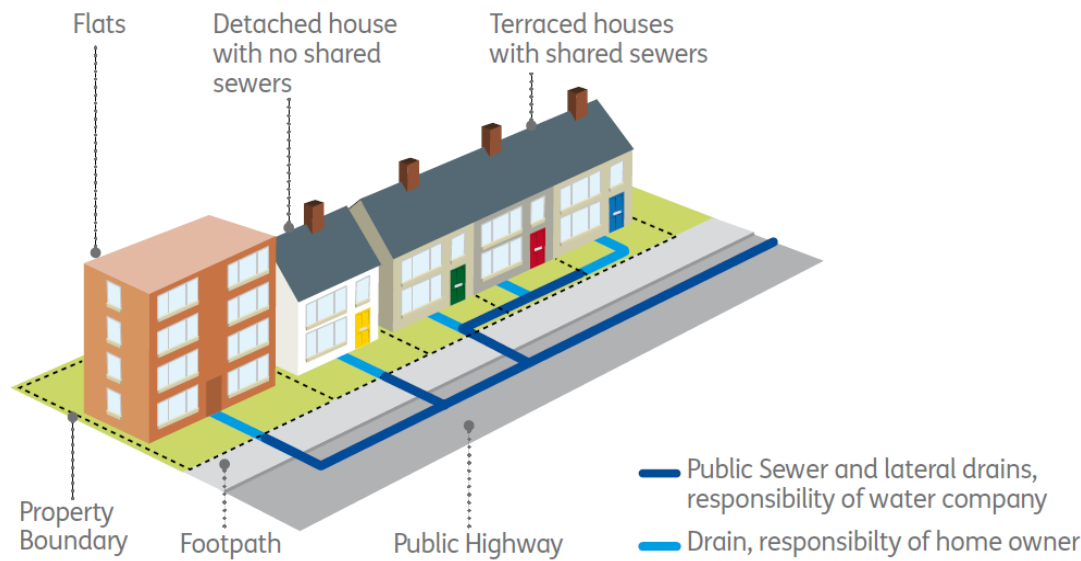 Flats
Detached house
with no shared
sewers
Terraced houses
with shared sewers
Property
Boundary
Footpath
Public Highway
Public Sewer and lateral drains,
responsibility of water company
Drain, responsibilty of home owner